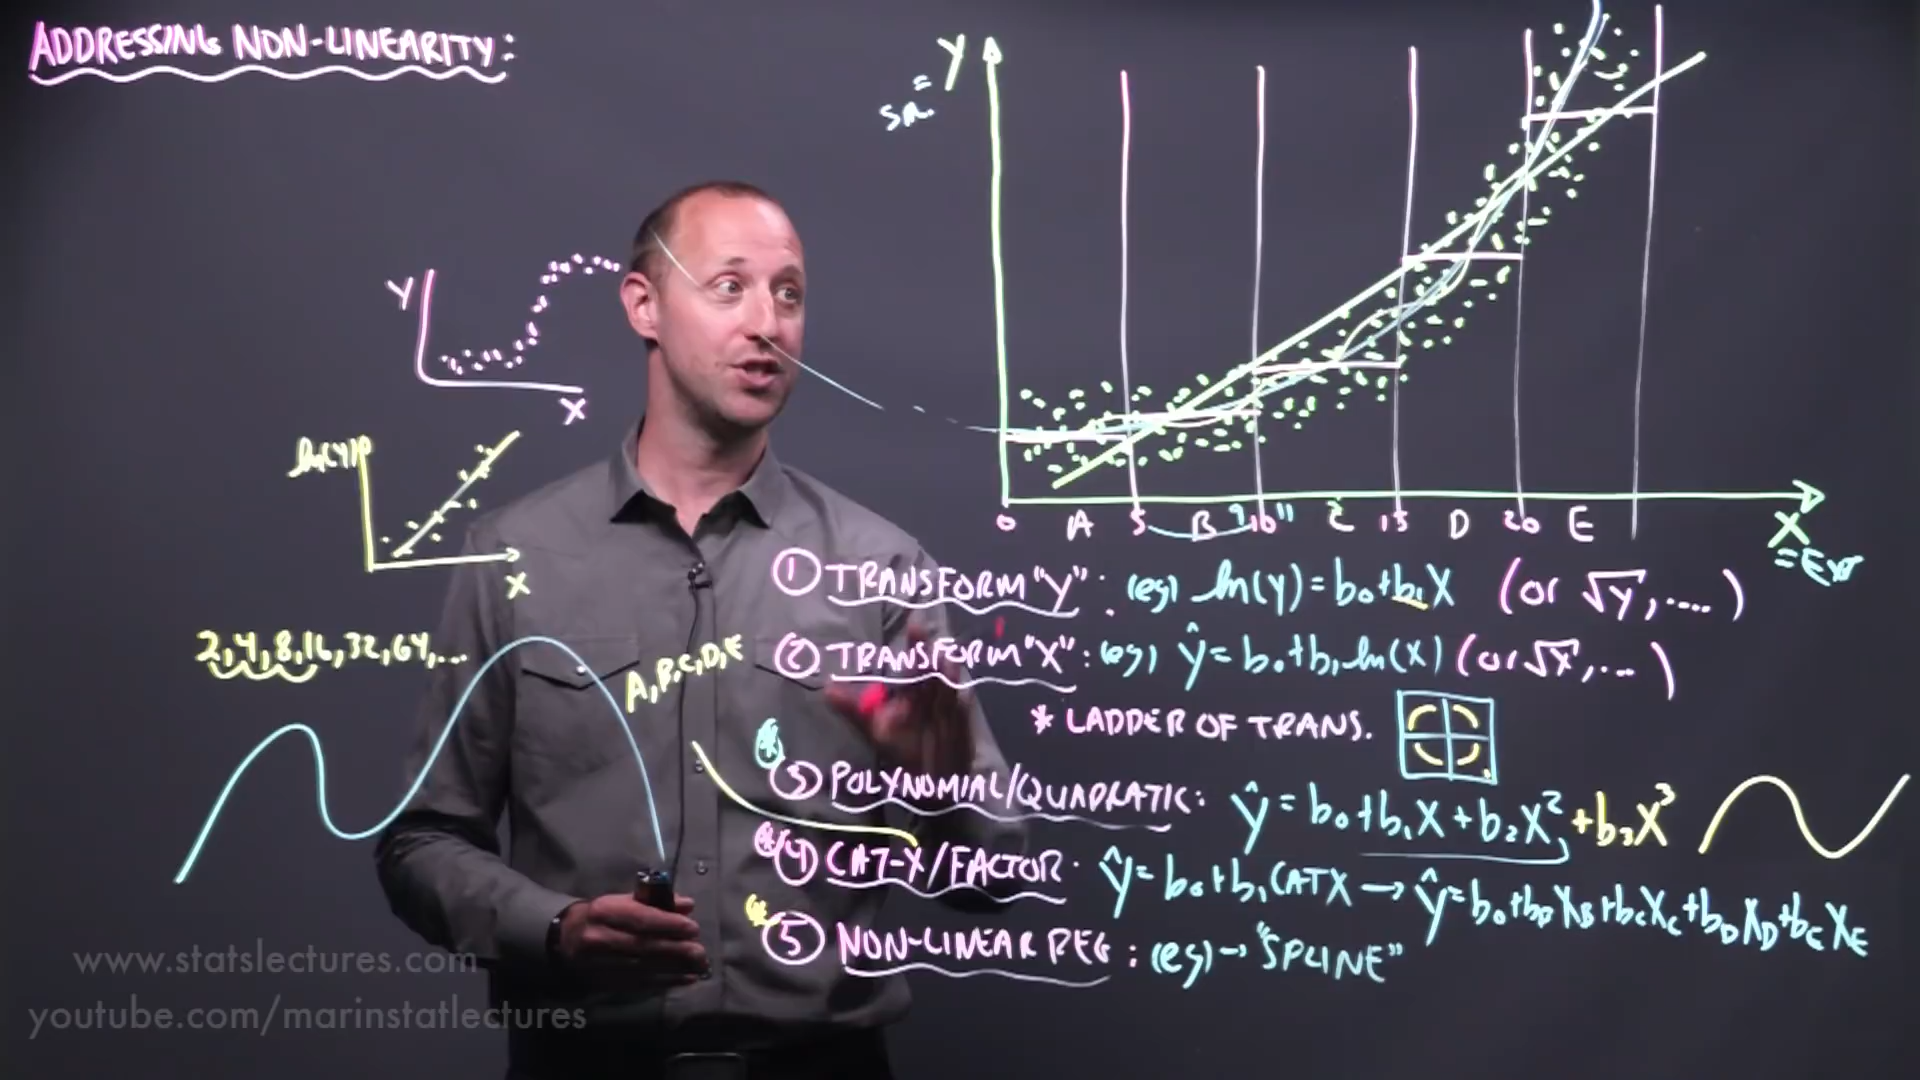 ADDRESSING NON-LINEARITY:
Y
=
X
0 A 5 B 9 10 11 C 15 D 20 E
Y
X
ln(Y)
X
2, 4, 8, 16, 32, 64, ...
A, B, C, D, E
① TRANSFORM "Y": (eg) ln(y) = b₀+b₁X (or √y, ....)
② TRANSFORM "X": (eg) ŷ = b₀+b₁ln(x) (or √x, ...)
* LADDER OF TRANS.
* ③ POLYNOMIAL/QUADRATIC: ŷ = b₀+b₁X + b₂X² + b₃X³
* ④ CAT-X/FACTOR: ŷ = b₀+b₁CATX → ŷ = b₀+b_B X_B + b_C X_C + b_D X_D + b_E X_E
* ⑤ NON-LINEAR REG: (eg) → "SPLINE"
www.statslectures.com
youtube.com/marinstatlectures